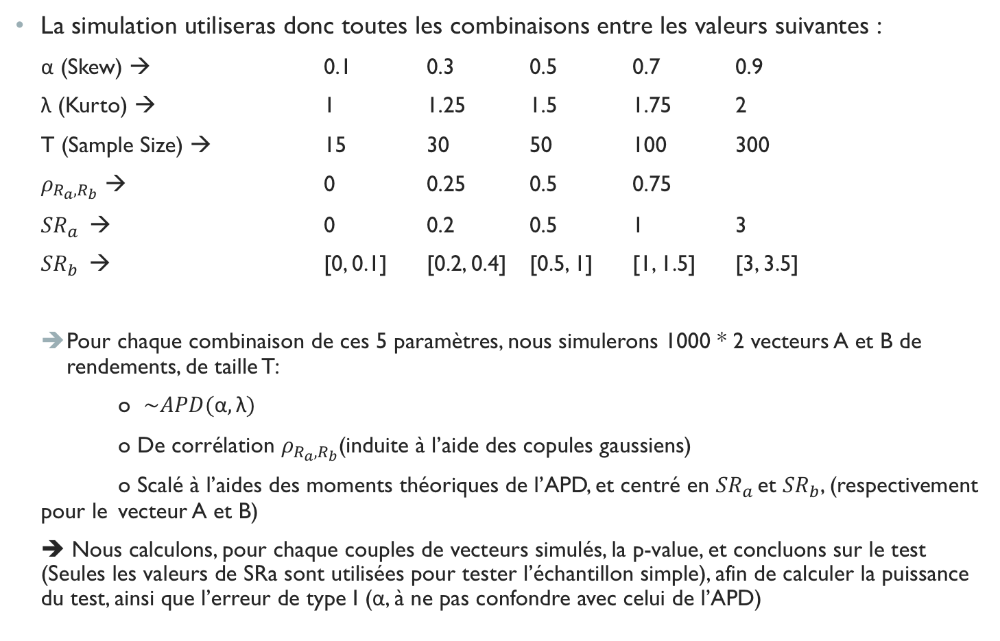 • La simulation utiliseras donc toutes les combinaisons entre les valeurs suivantes :
α (Skew) → 0.1 0.3 0.5 0.7 0.9
λ (Kurto) → 1 1.25 1.5 1.75 2
T (Sample Size) → 15 30 50 100 300
ρ_{R_a,R_b} → 0 0.25 0.5 0.75
SR_a → 0 0.2 0.5 1 3
SR_b → [0, 0.1] [0.2, 0.4] [0.5, 1] [1, 1.5] [3, 3.5]
➔ Pour chaque combinaison de ces 5 paramètres, nous simulerons 1000 * 2 vecteurs A et B de
rendements, de taille T:
o ~APD(α, λ)
o De corrélation ρ_{R_a,R_b} (induite à l’aide des copules gaussiens)
o Scalé à l’aides des moments théoriques de l’APD, et centré en SR_a et SR_b, (respectivement
pour le vecteur A et B)
➔ Nous calculons, pour chaque couples de vecteurs simulés, la p-value, et concluons sur le test
(Seules les valeurs de SRa sont utilisées pour tester l’échantillon simple), afin de calculer la puissance
du test, ainsi que l’erreur de type I (α, à ne pas confondre avec celui de l’APD)